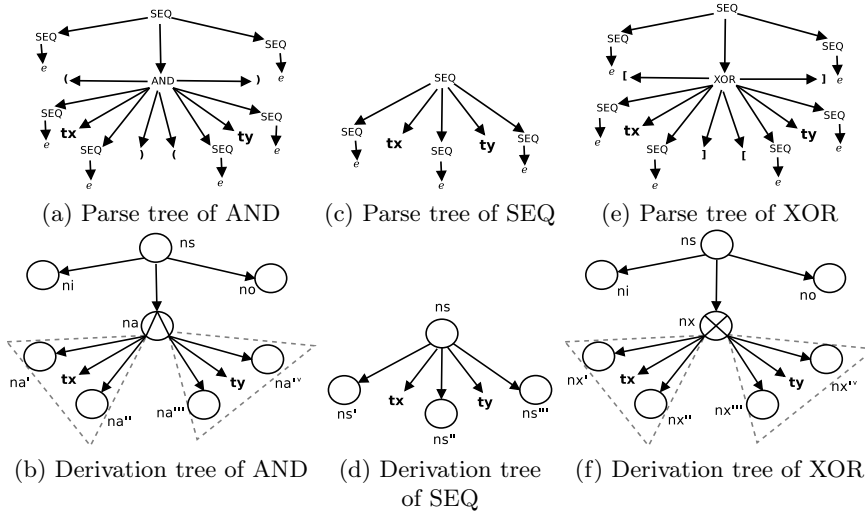 SEQ
SEQ SEQ
e e
( AND )
SEQ SEQ
tx ty
e e
SEQ ) ( SEQ
e e
(a) Parse tree of AND
SEQ
SEQ SEQ
tx ty
SEQ
e e
e
(c) Parse tree of SEQ
SEQ
SEQ SEQ
e e
[ XOR ]
SEQ SEQ
tx ty
e e
SEQ ] [ SEQ
e e
(e) Parse tree of XOR
ns
ni no
na
na' na'ᵛ
tx ty
na'' na'''
(b) Derivation tree of AND
ns
tx ty
ns' ns'''
ns''
(d) Derivation tree
of SEQ
ns
ni no
nx
nx' nx'ᵛ
tx ty
nx'' nx'''
(f) Derivation tree of XOR